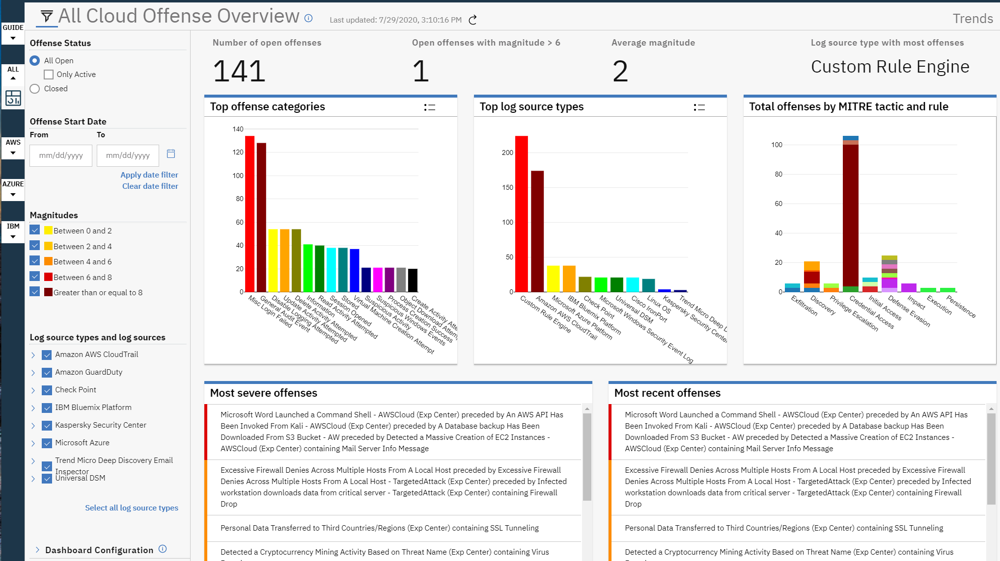 All Cloud Offense Overview
Last updated: 7/29/2020, 3:10:16 PM
Trends
GUIDE
ALL
AWS
AZURE
IBM
Offense Status
All Open
Only Active
Closed
Offense Start Date
From To
mm/dd/yyyy mm/dd/yyyy
Apply date filter
Clear date filter
Magnitudes
Between 0 and 2
Between 2 and 4
Between 4 and 6
Between 6 and 8
Greater than or equal to 8
Log source types and log sources
Amazon AWS CloudTrail
Amazon GuardDuty
Check Point
IBM Bluemix Platform
Kaspersky Security Center
Microsoft Azure
Trend Micro Deep Discovery Email
Inspector
Universal DSM
Select all log source types
Dashboard Configuration
Number of open offenses
141
Open offenses with magnitude > 6
1
Average magnitude
2
Log source type with most offenses
Custom Rule Engine
Top offense categories
140
120
100
80
60
40
20
0
Misc Login Failed
General Audit Event
Disable Logging Attempted
Update Activity Attempted
Delete Activity Attempted
Information
Read Activity Attempted
Session Opened
Stored
Virtual Machine Creation Attempt
Suspicious Activity
Suspicious Windows Events
Process Creation Success
Object Download Attem
Create Activity Atte
Top log source types
200
150
100
50
0
Custom Rule Engine
Amazon AWS CloudTrail
Microsoft Azure Platform
IBM Bluemix Platform
Check Point
Microsoft Windows Security Event Log
Universal DSM
Cisco IronPort
Linux OS
Kaspersky Security Cente
Trend Micro Deep D
Total offenses by MITRE tactic and rule
100
80
60
40
20
0
Exfiltration
Discovery
Privilege Escalation
Credential Access
Initial Access
Defense Evasion
Impact
Execution
Persistence
Most severe offenses
Microsoft Word Launched a Command Shell - AWSCloud (Exp Center) preceded by An AWS API Has
Been Invoked From Kali - AWSCloud (Exp Center) preceded by A Database backup Has Been
Downloaded From S3 Bucket - AW preceded by Detected a Massive Creation of EC2 Instances -
AWSCloud (Exp Center) containing Mail Server Info Message
Excessive Firewall Denies Across Multiple Hosts From A Local Host preceded by Excessive Firewall
Denies Across Multiple Hosts From A Local Host - TargetedAttack (Exp Center) preceded by Infected
workstation downloads data from critical server - TargetedAttack (Exp Center) containing Firewall
Drop
Personal Data Transferred to Third Countries/Regions (Exp Center) containing SSL Tunneling
Detected a Cryptocurrency Mining Activity Based on Threat Name (Exp Center) containing Virus
Most recent offenses
Microsoft Word Launched a Command Shell - AWSCloud (Exp Center) preceded by An AWS API Has
Been Invoked From Kali - AWSCloud (Exp Center) preceded by A Database backup Has Been
Downloaded From S3 Bucket - AW preceded by Detected a Massive Creation of EC2 Instances -
AWSCloud (Exp Center) containing Mail Server Info Message
Excessive Firewall Denies Across Multiple Hosts From A Local Host preceded by Excessive Firewall
Denies Across Multiple Hosts From A Local Host - TargetedAttack (Exp Center) preceded by Infected
workstation downloads data from critical server - TargetedAttack (Exp Center) containing Firewall
Drop
Personal Data Transferred to Third Countries/Regions (Exp Center) containing SSL Tunneling
Detected a Cryptocurrency Mining Activity Based on Threat Name (Exp Center) containing Virus